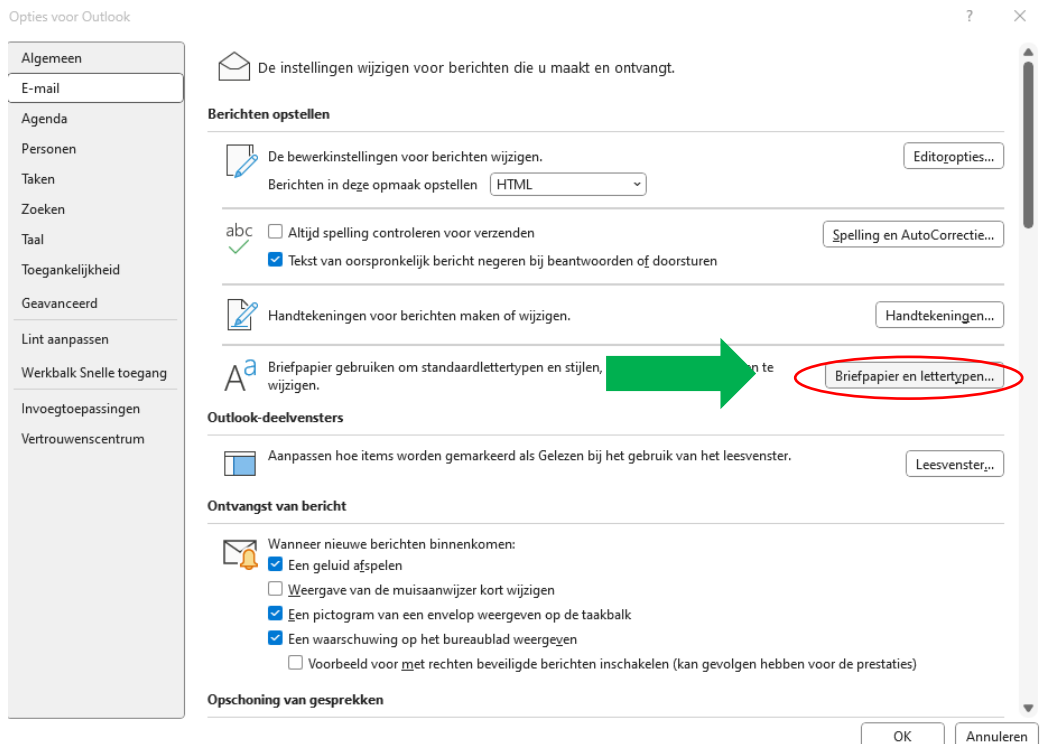 Opties voor Outlook
?
Algemeen
E-mail
Agenda
Personen
Taken
Zoeken
Taal
Toegankelijkheid
Geavanceerd
Lint aanpassen
Werkbalk Snelle toegang
Invoegtoepassingen
Vertrouwenscentrum
De instellingen wijzigen voor berichten die u maakt en ontvangt.
Berichten opstellen
De bewerkinstellingen voor berichten wijzigen.
Editoropties...
Berichten in deze opmaak opstellen HTML
abc
Altijd spelling controleren voor verzenden
Spelling en AutoCorrectie...
Tekst van oorspronkelijk bericht negeren bij beantwoorden of doorsturen
Handtekeningen voor berichten maken of wijzigen.
Handtekeningen...
Aa
Briefpapier gebruiken om standaardlettertypen en stijlen, te
wijzigen.
Briefpapier en lettertypen...
Outlook-deelvensters
Aanpassen hoe items worden gemarkeerd als Gelezen bij het gebruik van het leesvenster.
Leesvenster...
Ontvangst van bericht
Wanneer nieuwe berichten binnenkomen:
Een geluid afspelen
Weergave van de muisaanwijzer kort wijzigen
Een pictogram van een envelop weergeven op de taakbalk
Een waarschuwing op het bureaublad weergeven
Voorbeeld voor met rechten beveiligde berichten inschakelen (kan gevolgen hebben voor de prestaties)
Opschoning van gesprekken
OK
Annuleren